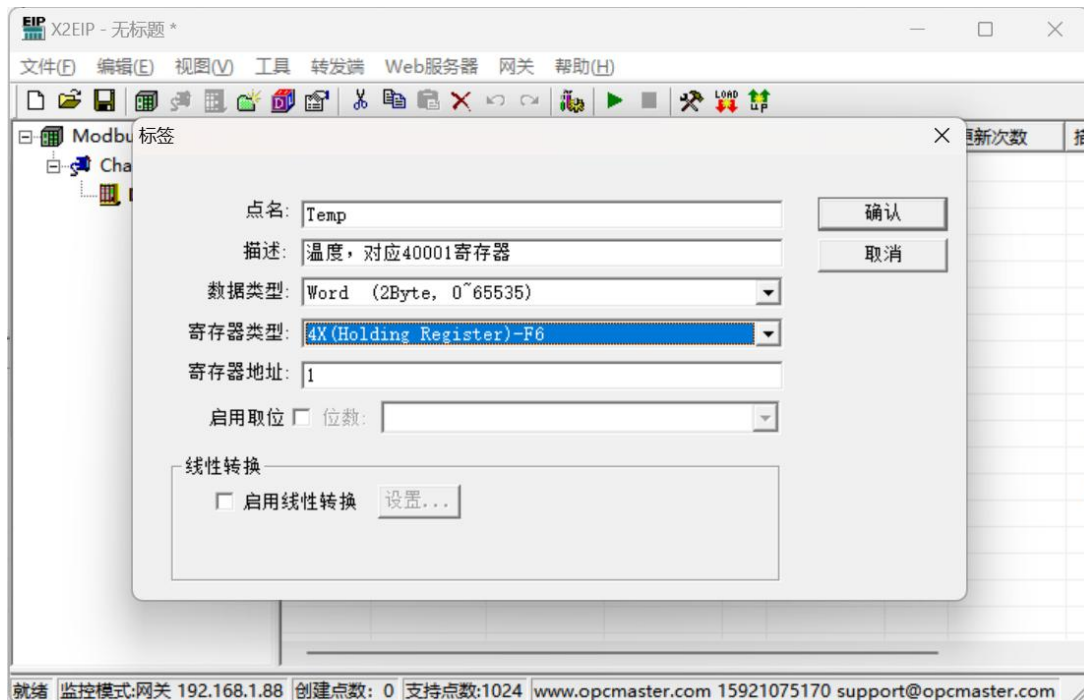 EIP
X2EIP - 无标题 *
文件(F) 编辑(E) 视图(V) 工具 转发端 Web服务器 网关 帮助(H)
LOAD
UP
Modbu
标签
更新次数
Cha
点名: Temp
确认
描述: 温度，对应40001寄存器
取消
数据类型: Word (2Byte, 0~65535)
寄存器类型: 4X(Holding Register)-F6
寄存器地址: 1
启用取位 位数:
线性转换
启用线性转换 设置...
就绪 监控模式:网关 192.168.1.88 创建点数: 0 支持点数:1024 www.opcmaster.com 15921075170 support@opcmaster.com